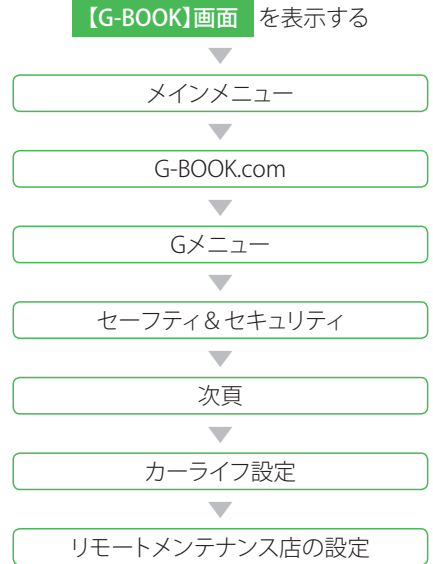 【G-BOOK】画面 を表示する
メインメニュー
G-BOOK.com
Gメニュー
セーフティ＆セキュリティ
次頁
カーライフ設定
リモートメンテナンス店の設定